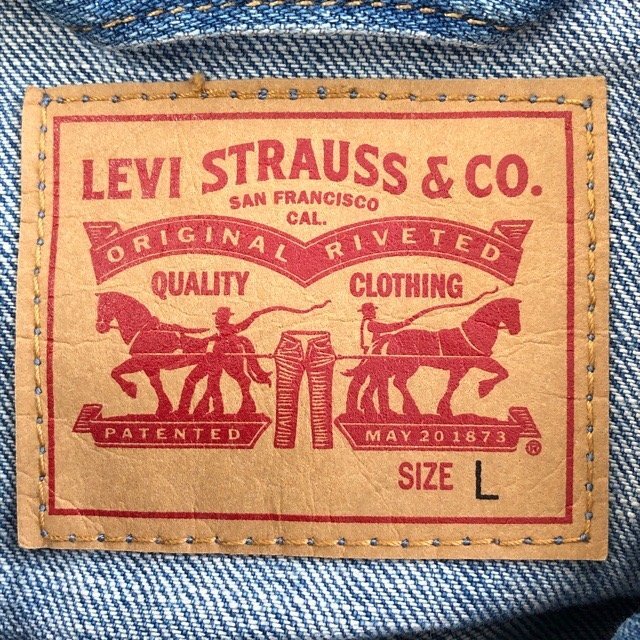 LEVI STRAUSS & CO.
SAN FRANCISCO
CAL.
ORIGINAL RIVETED
QUALITY CLOTHING
PATENTED MAY 20 1873
®
SIZE L